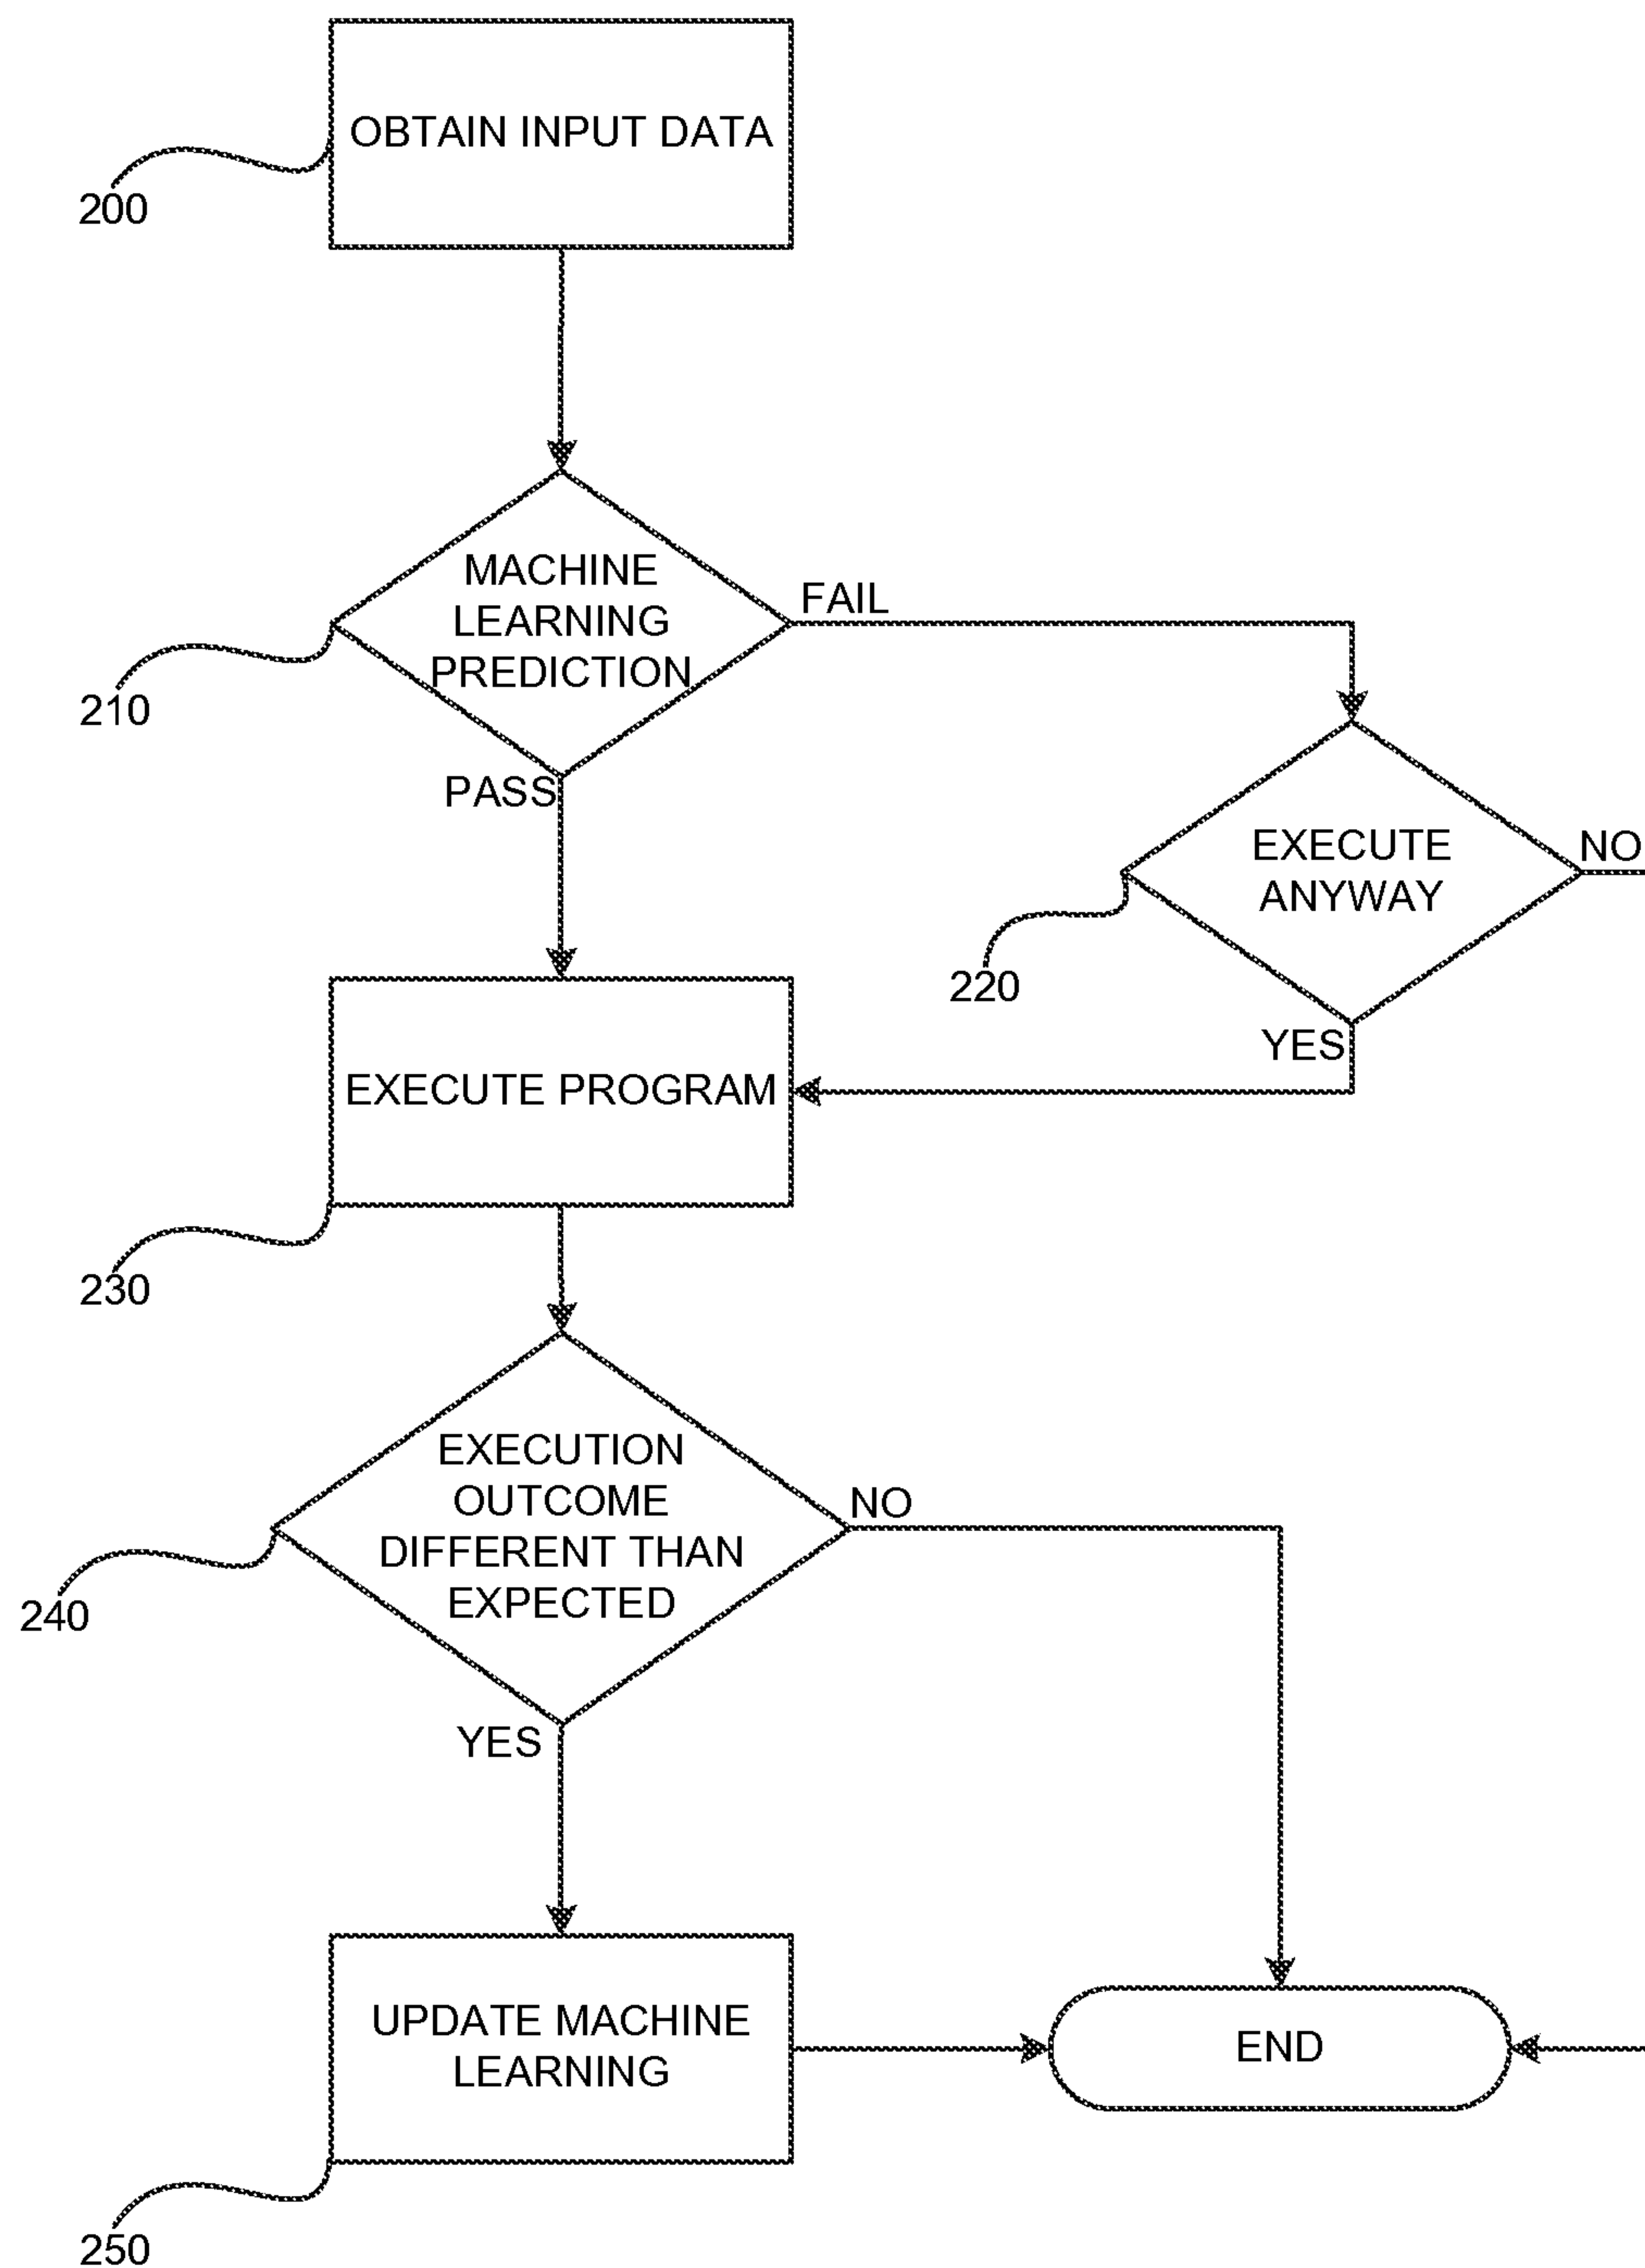 OBTAIN INPUT DATA
200
MACHINE
LEARNING
PREDICTION
FAIL
210
PASS
EXECUTE
ANYWAY
NO
220
YES
EXECUTE PROGRAM
230
EXECUTION
OUTCOME
DIFFERENT THAN
EXPECTED
NO
240
YES
UPDATE MACHINE
LEARNING
END
250